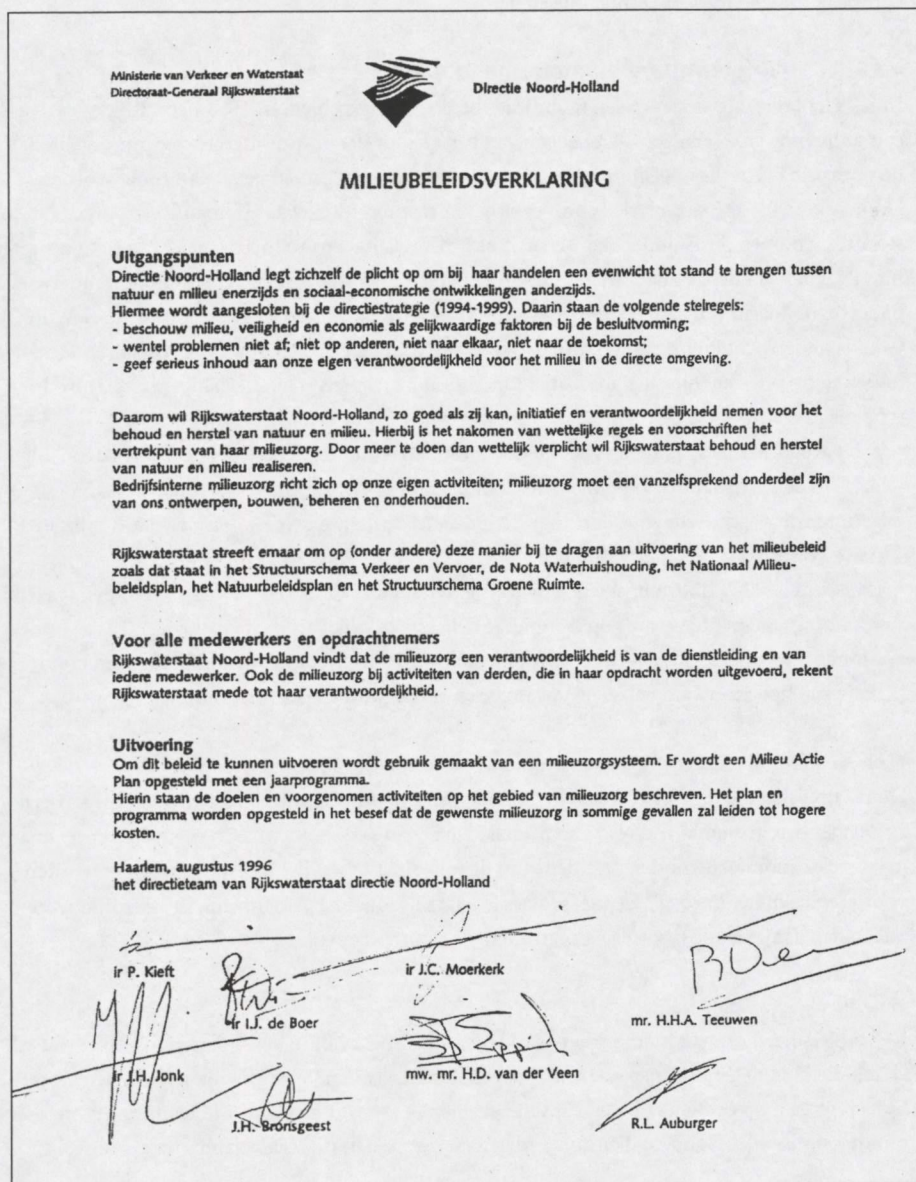 Ministerie van Verkeer en Waterstaat
Directoraat-Generaal Rijkswaterstaat
Directie Noord-Holland
MILIEUBELEIDSVERKLARING
Uitgangspunten
Directie Noord-Holland legt zichzelf de plicht op om bij haar handelen een evenwicht tot stand te brengen tussen
natuur en milieu enerzijds en sociaal-economische ontwikkelingen anderzijds.
Hiermee wordt aangesloten bij de directiestrategie (1994-1999). Daarin staan de volgende stelregels:
- beschouw milieu, veiligheid en economie als gelijkwaardige faktoren bij de besluitvorming;
- wentel problemen niet af; niet op anderen, niet naar elkaar, niet naar de toekomst;
- geef serieus inhoud aan onze eigen verantwoordelijkheid voor het milieu in de directe omgeving.
Daarom wil Rijkswaterstaat Noord-Holland, zo goed als zij kan, initiatief en verantwoordelijkheid nemen voor het
behoud en herstel van natuur en milieu. Hierbij is het nakomen van wettelijke regels en voorschriften het
vertrekpunt van haar milieuzorg. Door meer te doen dan wettelijk verplicht wil Rijkswaterstaat behoud en herstel
van natuur en milieu realiseren.
Bedrijfsinterne milieuzorg richt zich op onze eigen activiteiten; milieuzorg moet een vanzelfsprekend onderdeel zijn
van ons ontwerpen, bouwen, beheren en onderhouden.
Rijkswaterstaat streeft ernaar om op (onder andere) deze manier bij te dragen aan uitvoering van het milieubeleid
zoals dat staat in het Structuurschema Verkeer en Vervoer, de Nota Waterhuishouding, het Nationaal Milieu-
beleidsplan, het Natuurbeleidsplan en het Structuurschema Groene Ruimte.
Voor alle medewerkers en opdrachtnemers
Rijkswaterstaat Noord-Holland vindt dat de milieuzorg een verantwoordelijkheid is van de dienstleiding en van
iedere medewerker. Ook de milieuzorg bij activiteiten van derden, die in haar opdracht worden uitgevoerd, rekent
Rijkswaterstaat mede tot haar verantwoordelijkheid.
Uitvoering
Om dit beleid te kunnen uitvoeren wordt gebruik gemaakt van een milieuzorgsysteem. Er wordt een Milieu Actie
Plan opgesteld met een jaarprogramma.
Hierin staan de doelen en voorgenomen activiteiten op het gebied van milieuzorg beschreven. Het plan en
programma worden opgesteld in het besef dat de gewenste milieuzorg in sommige gevallen zal leiden tot hogere
kosten.
Haarlem, augustus 1996
het directieteam van Rijkswaterstaat directie Noord-Holland
ir P. Kieft
ir J.C. Moerkerk
ir I.J. de Boer
mr. H.H.A. Teeuwen
ir J.H. Jonk
mw. mr. H.D. van der Veen
J.H. Bronsgeest
R.L. Auburger